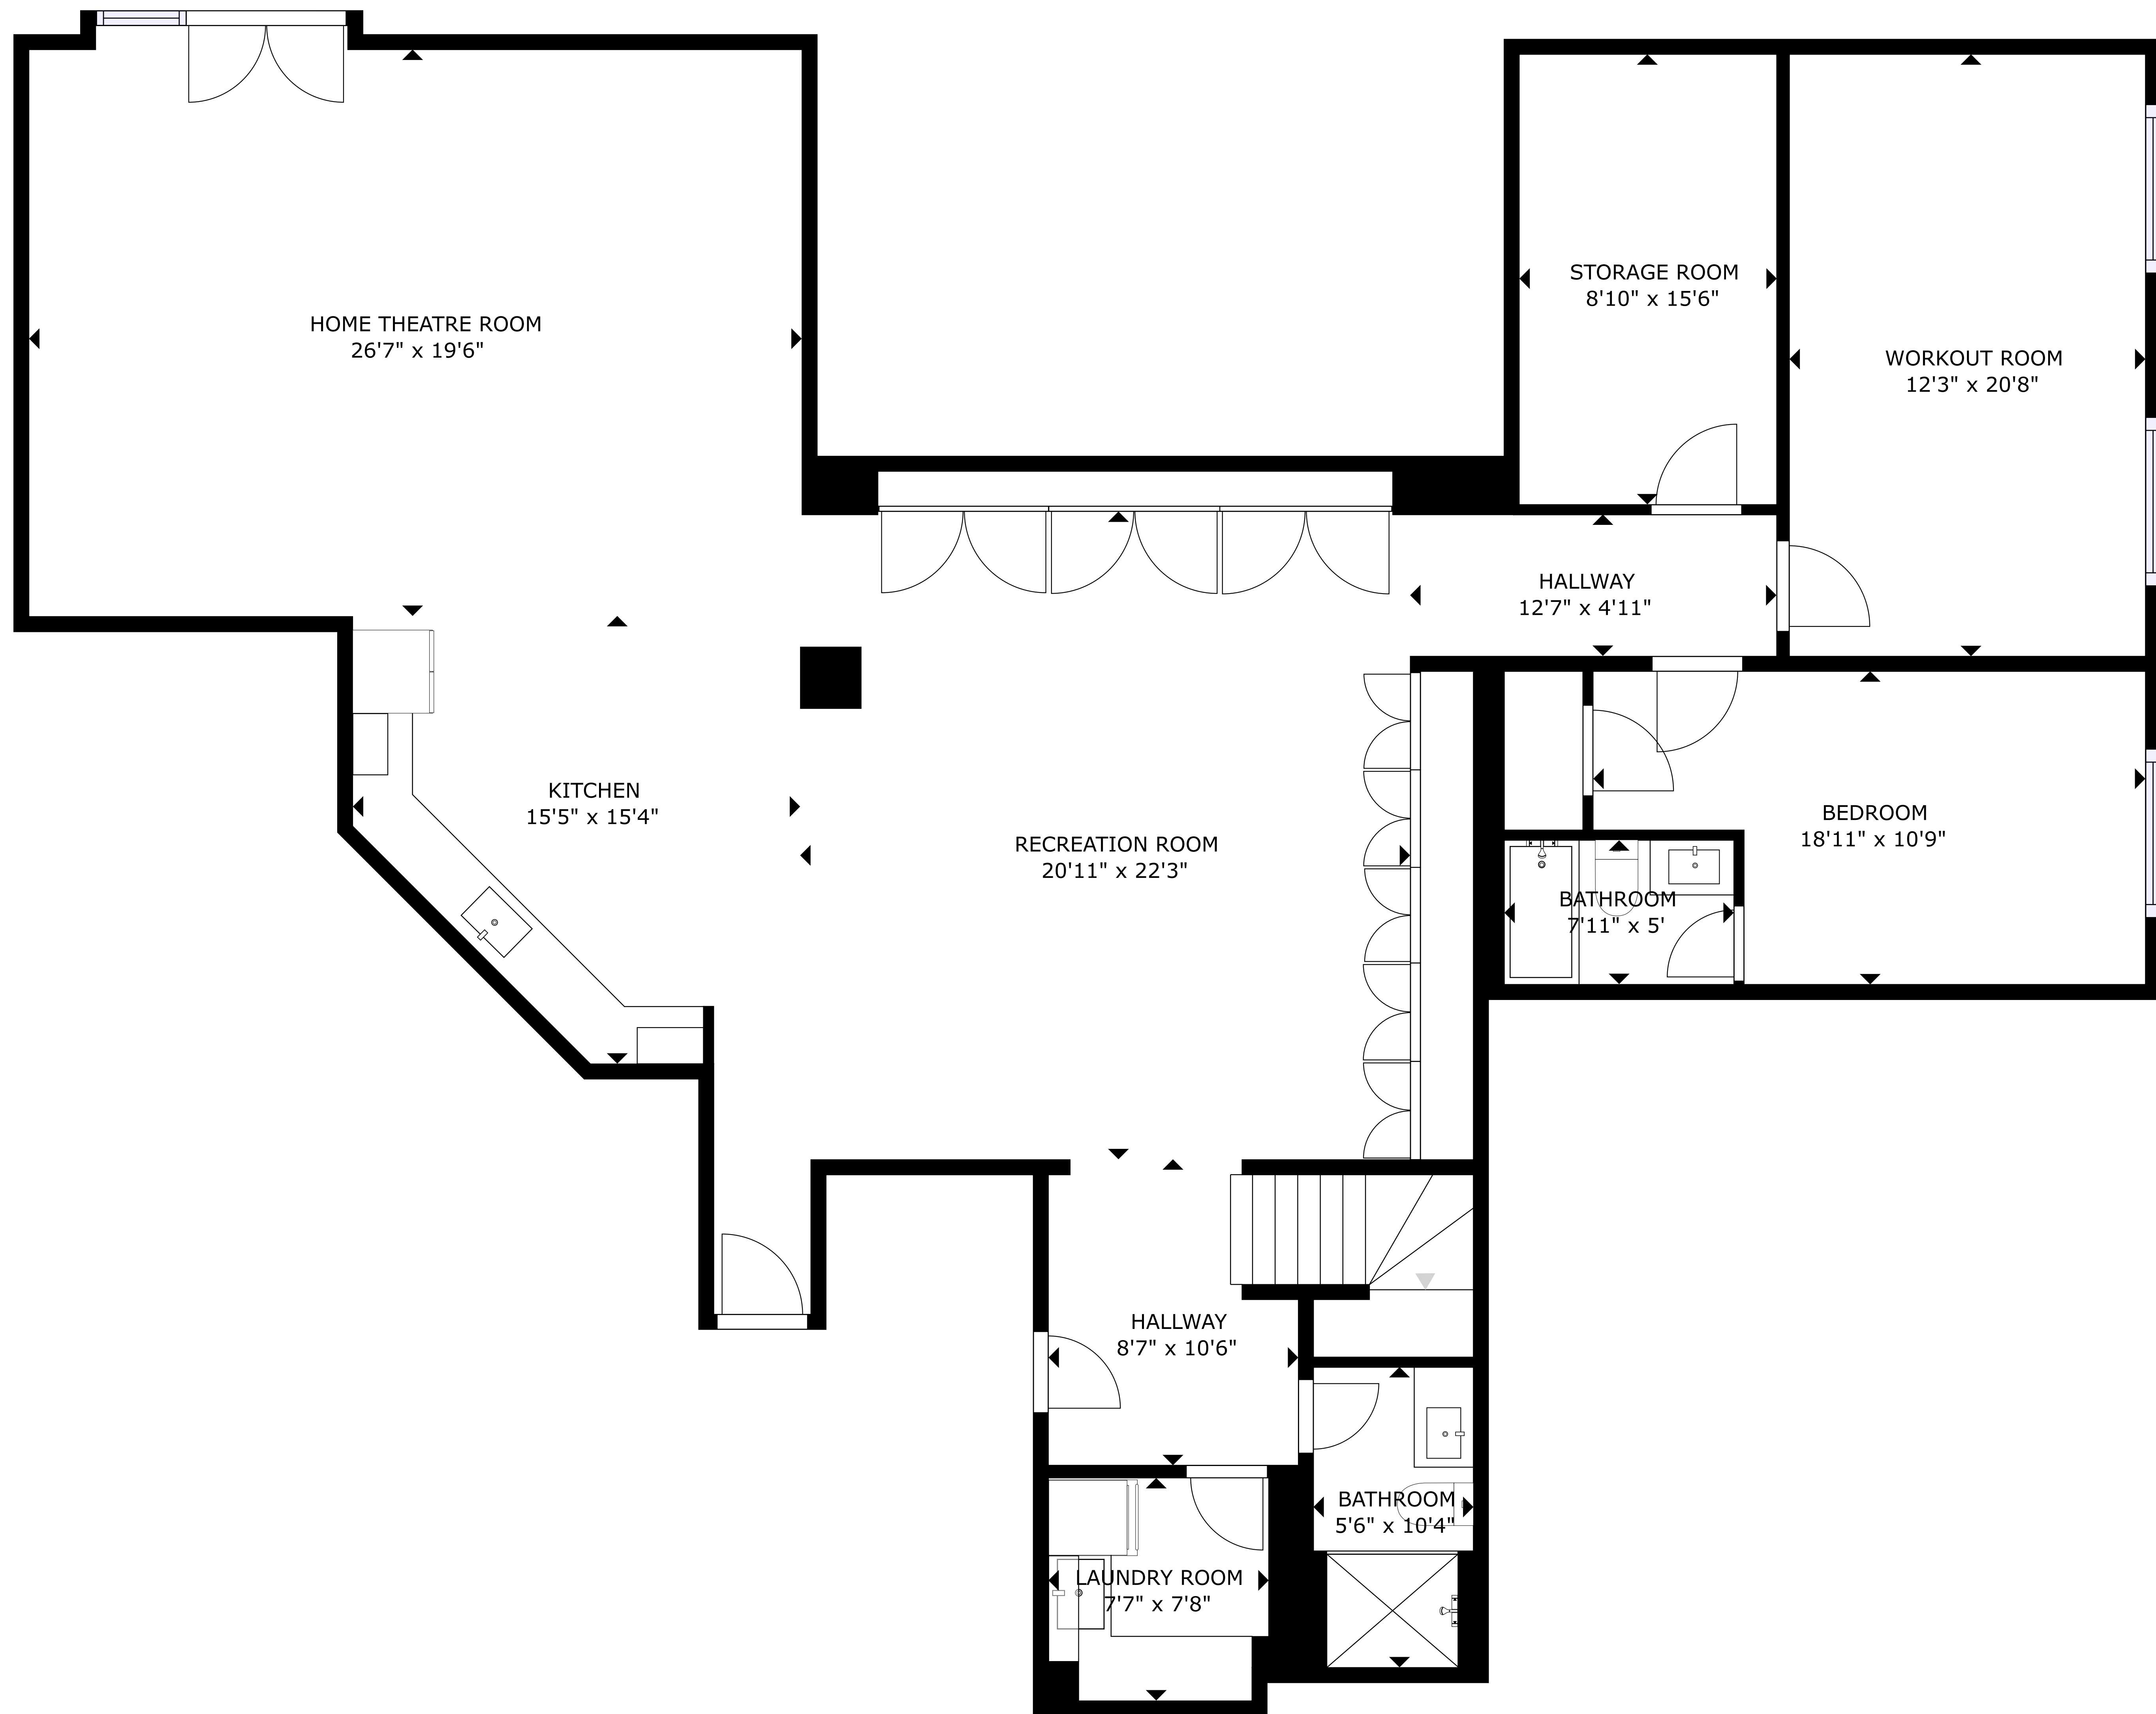 HOME THEATRE ROOM
26'7" x 19'6"
STORAGE ROOM
8'10" x 15'6"
WORKOUT ROOM
12'3" x 20'8"
HALLWAY
12'7" x 4'11"
KITCHEN
15'5" x 15'4"
RECREATION ROOM
20'11" x 22'3"
BEDROOM
18'11" x 10'9"
BATHROOM
7'11" x 5'
HALLWAY
8'7" x 10'6"
BATHROOM
5'6" x 10'4"
LAUNDRY ROOM
7'7" x 7'8"